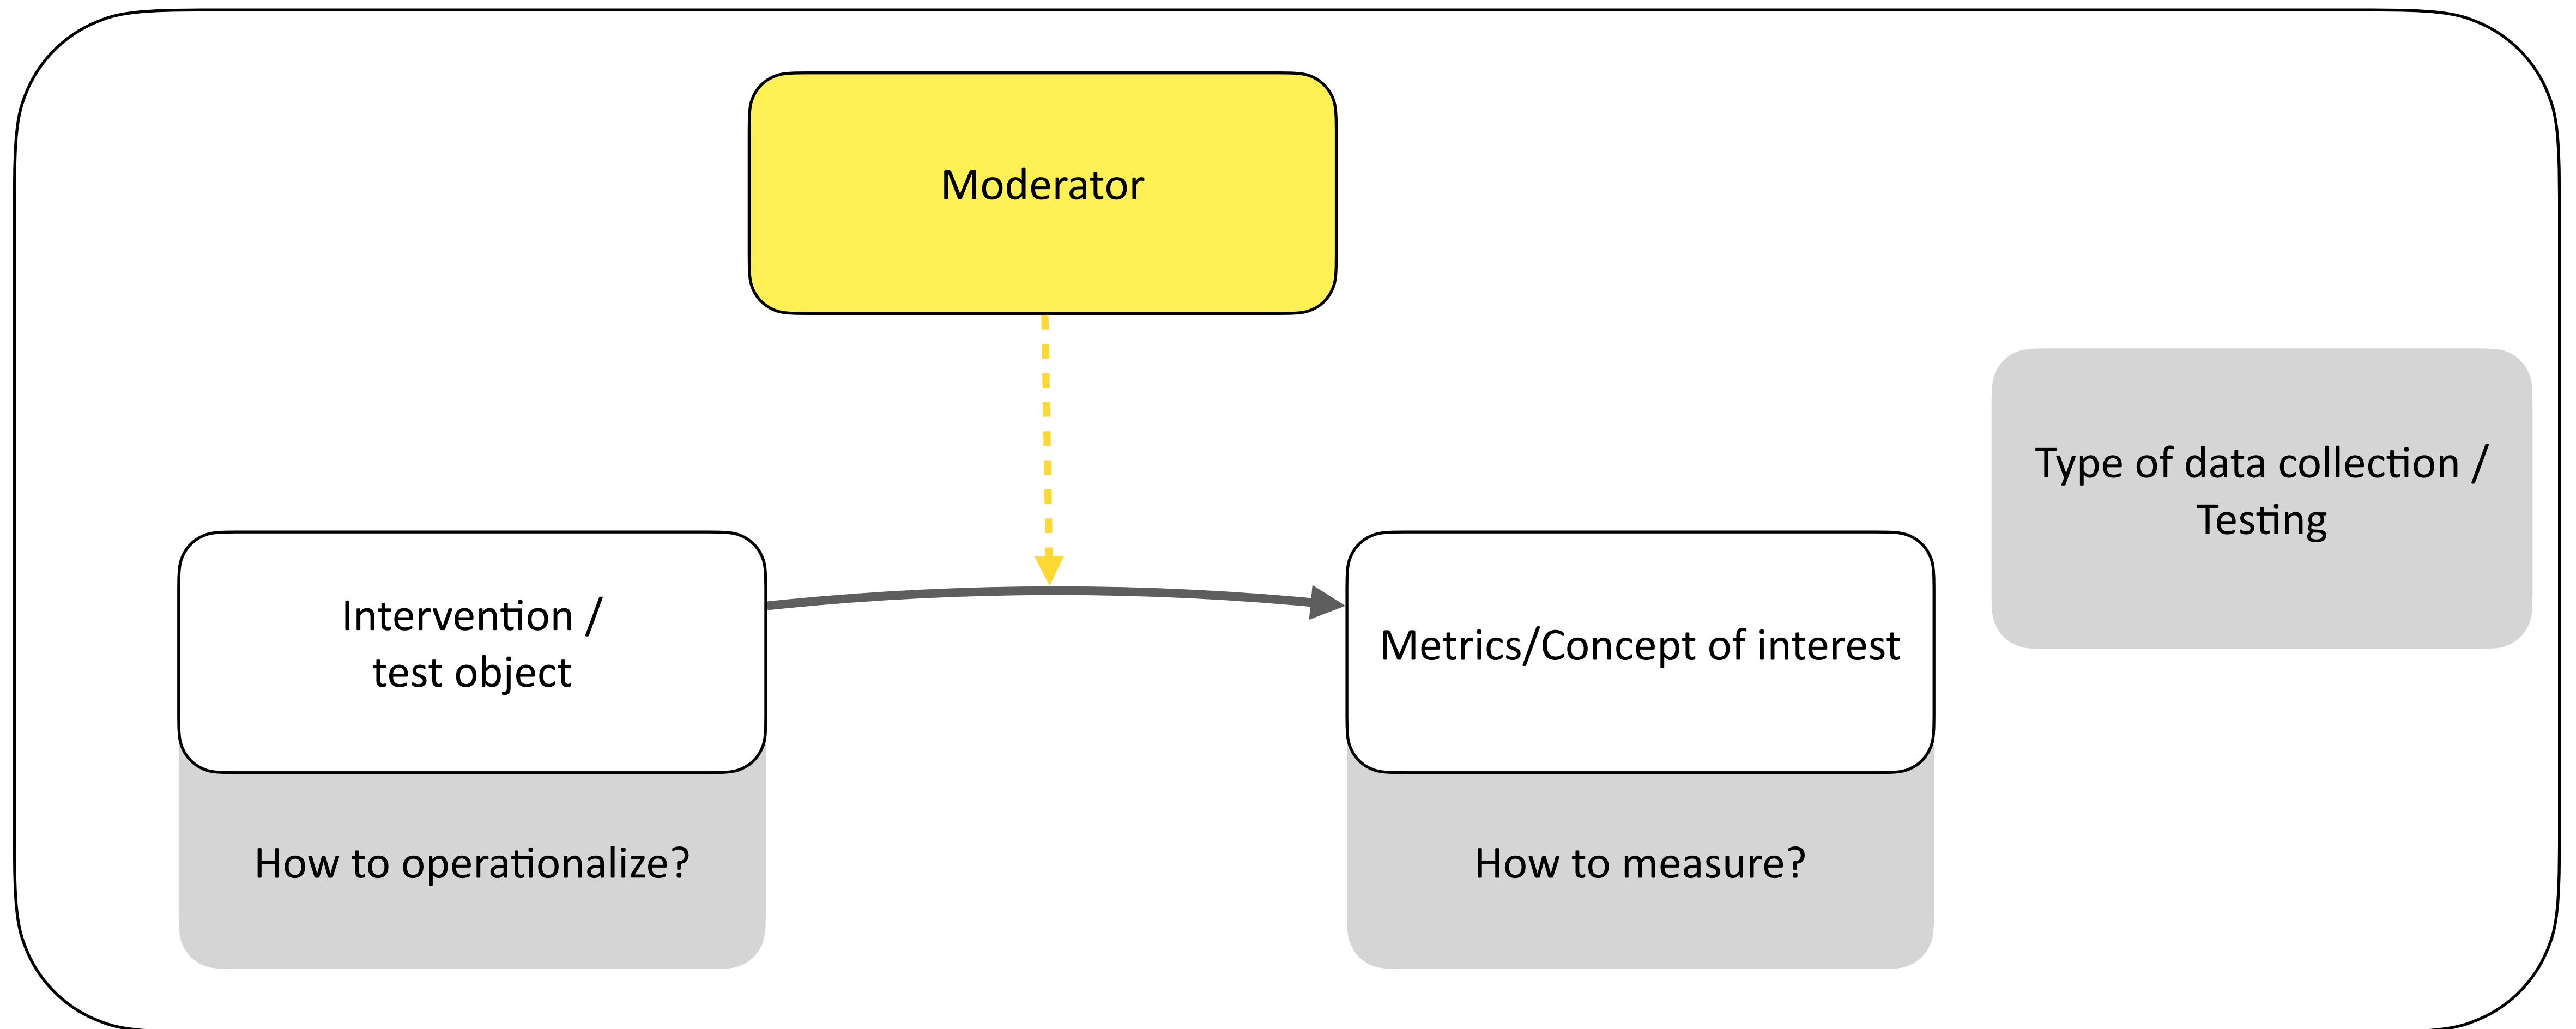 Moderator
Type of data collection /
Testing
Intervention /
test object
Metrics/Concept of interest
How to operationalize?
How to measure?